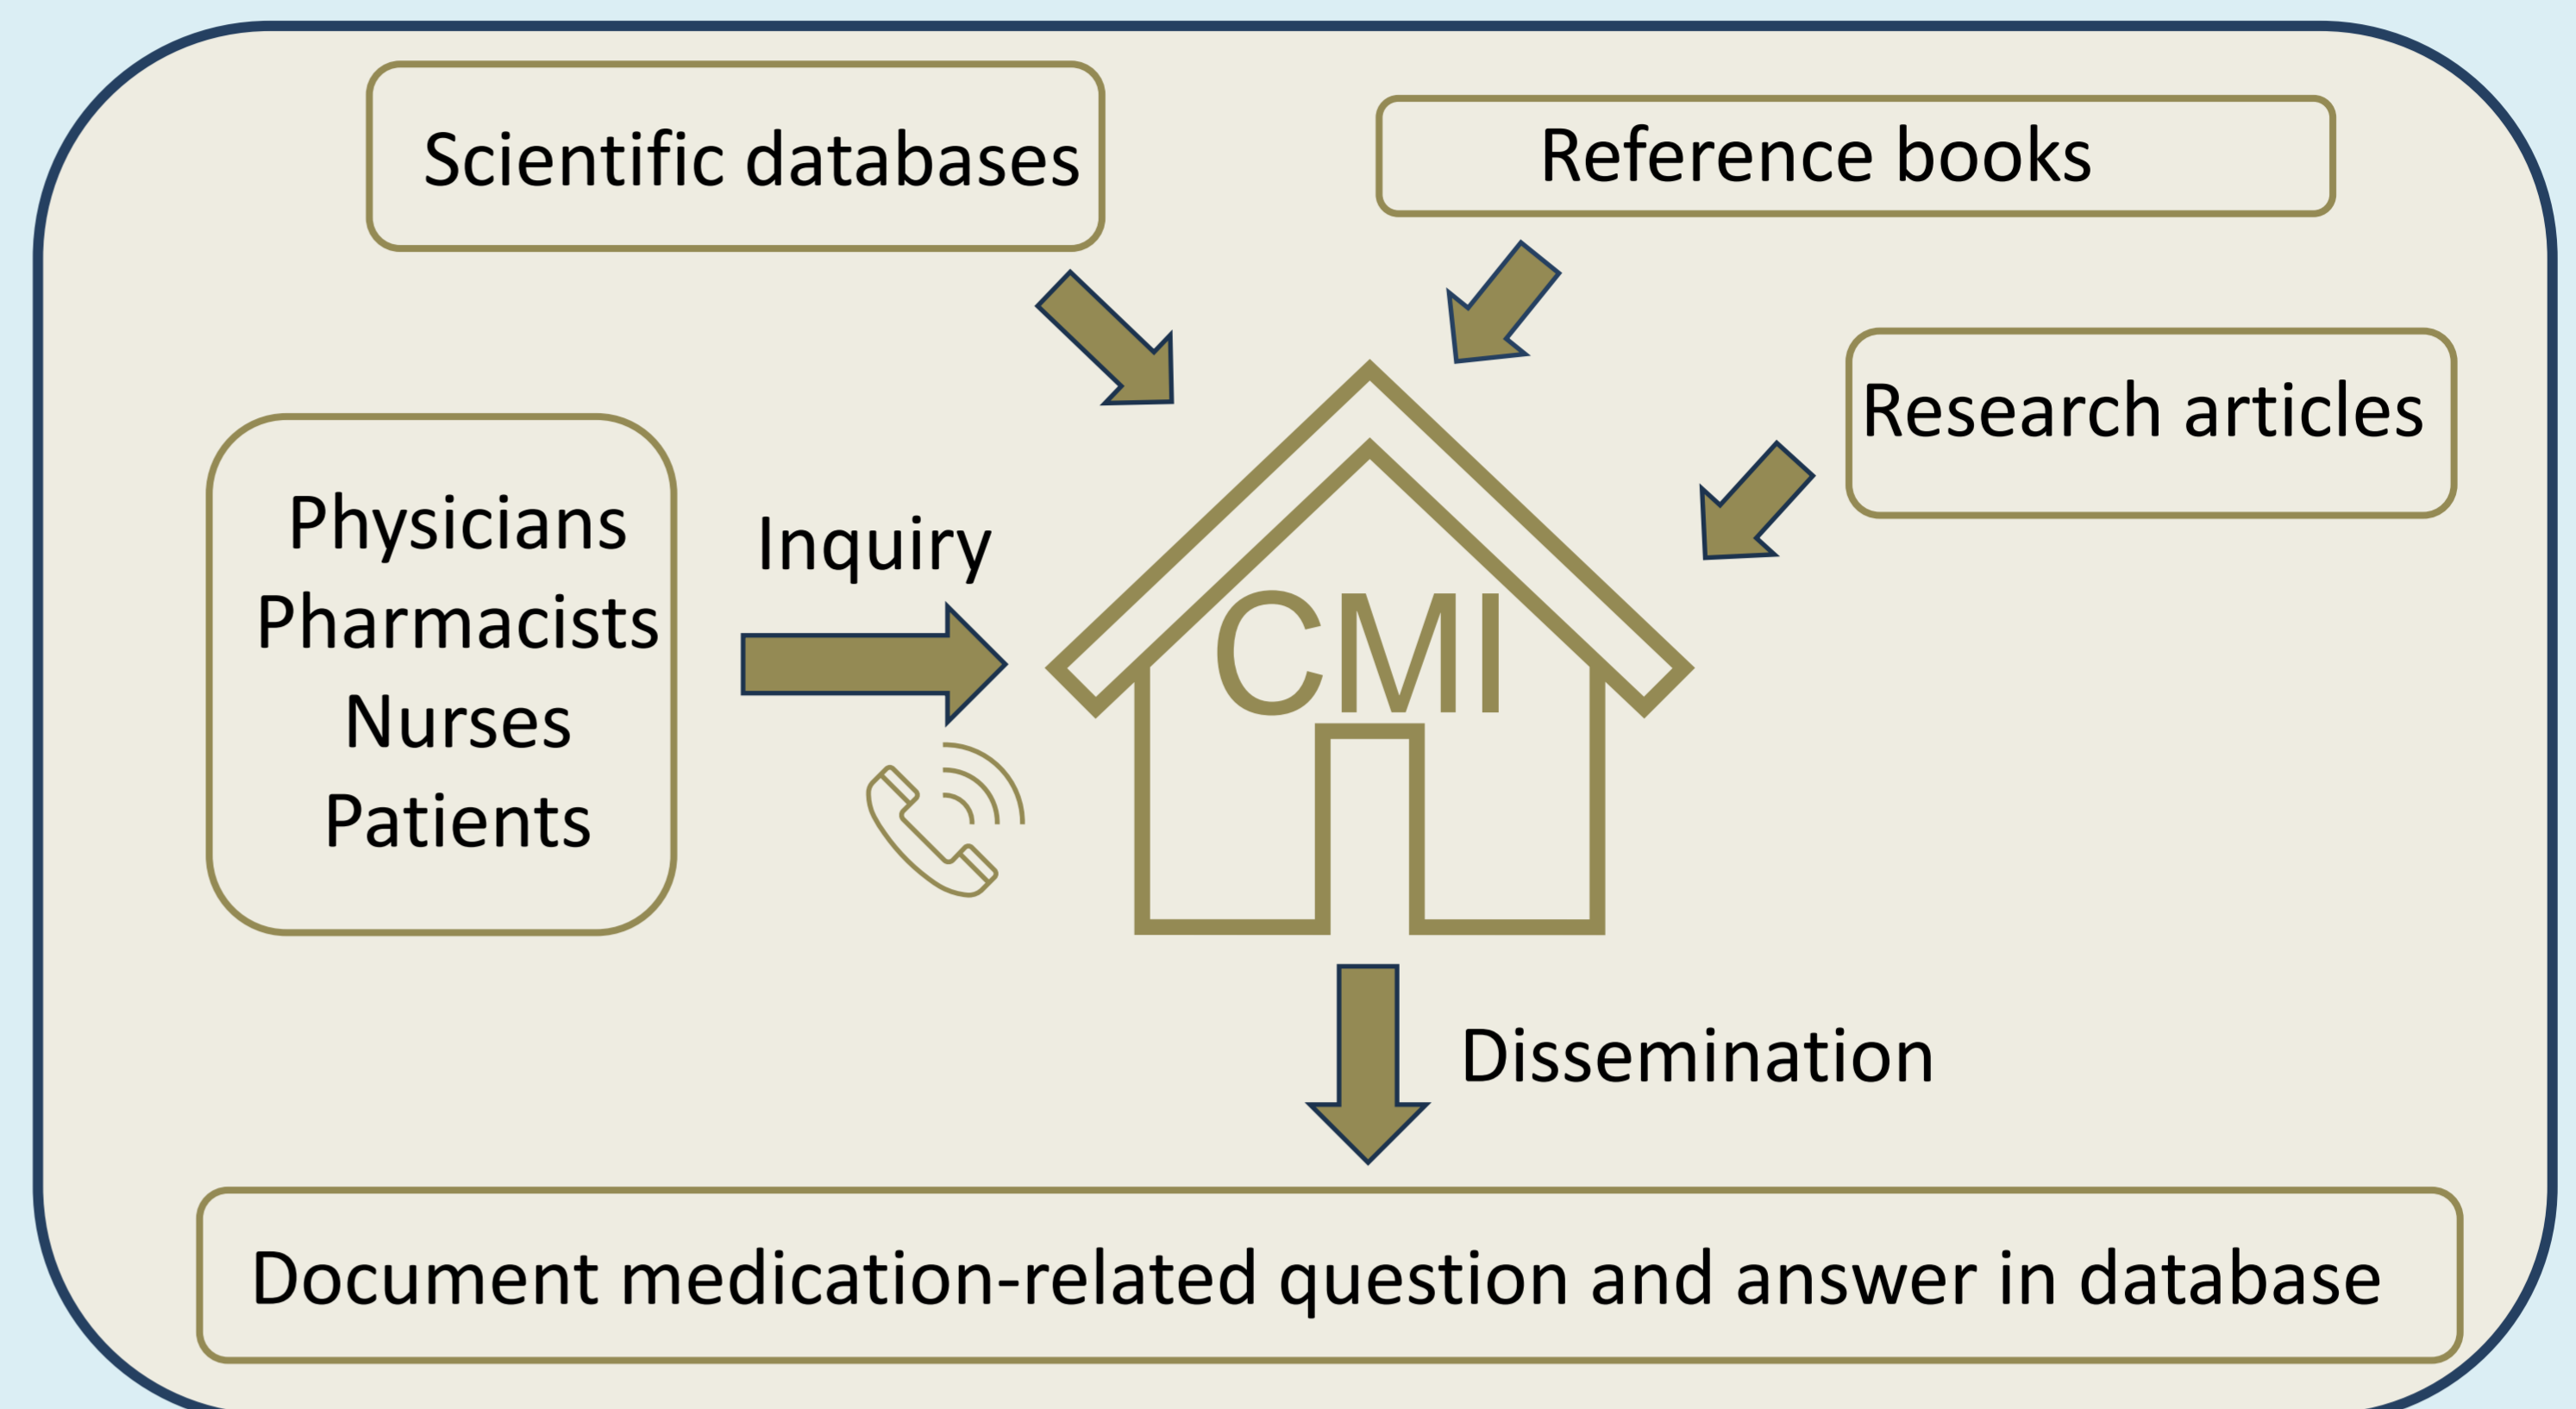 Scientific databases
Reference books
Research articles
Physicians
Pharmacists
Nurses
Patients
Inquiry
CMI
Dissemination
Document medication-related question and answer in database